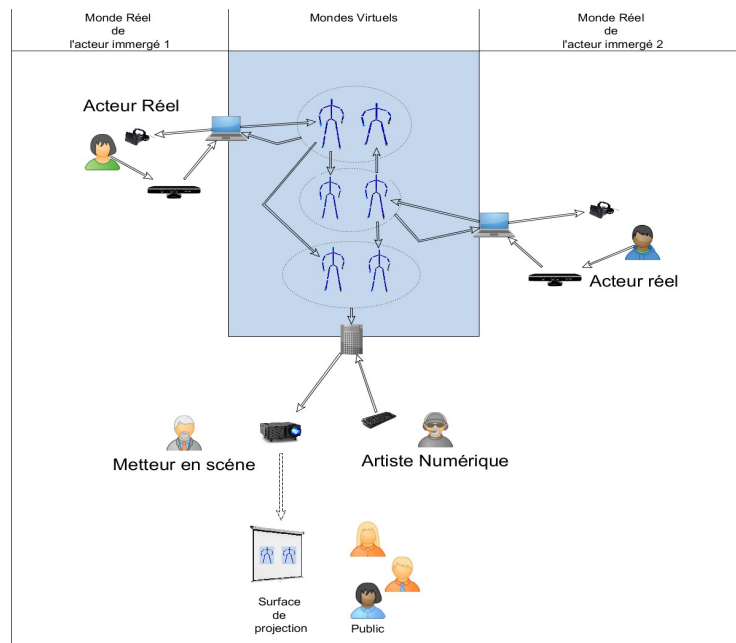 Monde Réel
de
l'acteur immergé 1
Mondes Virtuels
Monde Réel
de
l'acteur immergé 2
Acteur Réel
Acteur réel
Metteur en scéne
Artiste Numérique
Surface
de
projection
Public